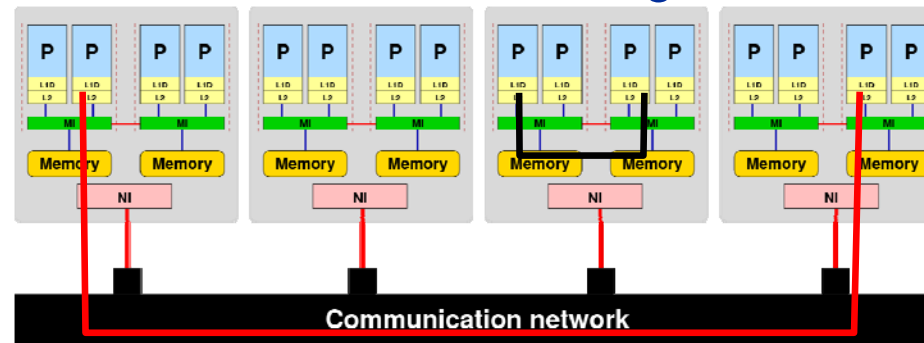 P P P P P P P P P P P P P P P P
L1D L1D L1D L1D L1D L1D L1D L1D L1D L1D L1D L1D L1D L1D L1D L1D
L2 L2 L2 L2 L2 L2 L2 L2 L2 L2 L2 L2 L2 L2 L2 L2
MI MI MI MI MI MI MI MI
Memory Memory Memory Memory Memory Memory Memory Memory
NI NI NI NI
Communication network